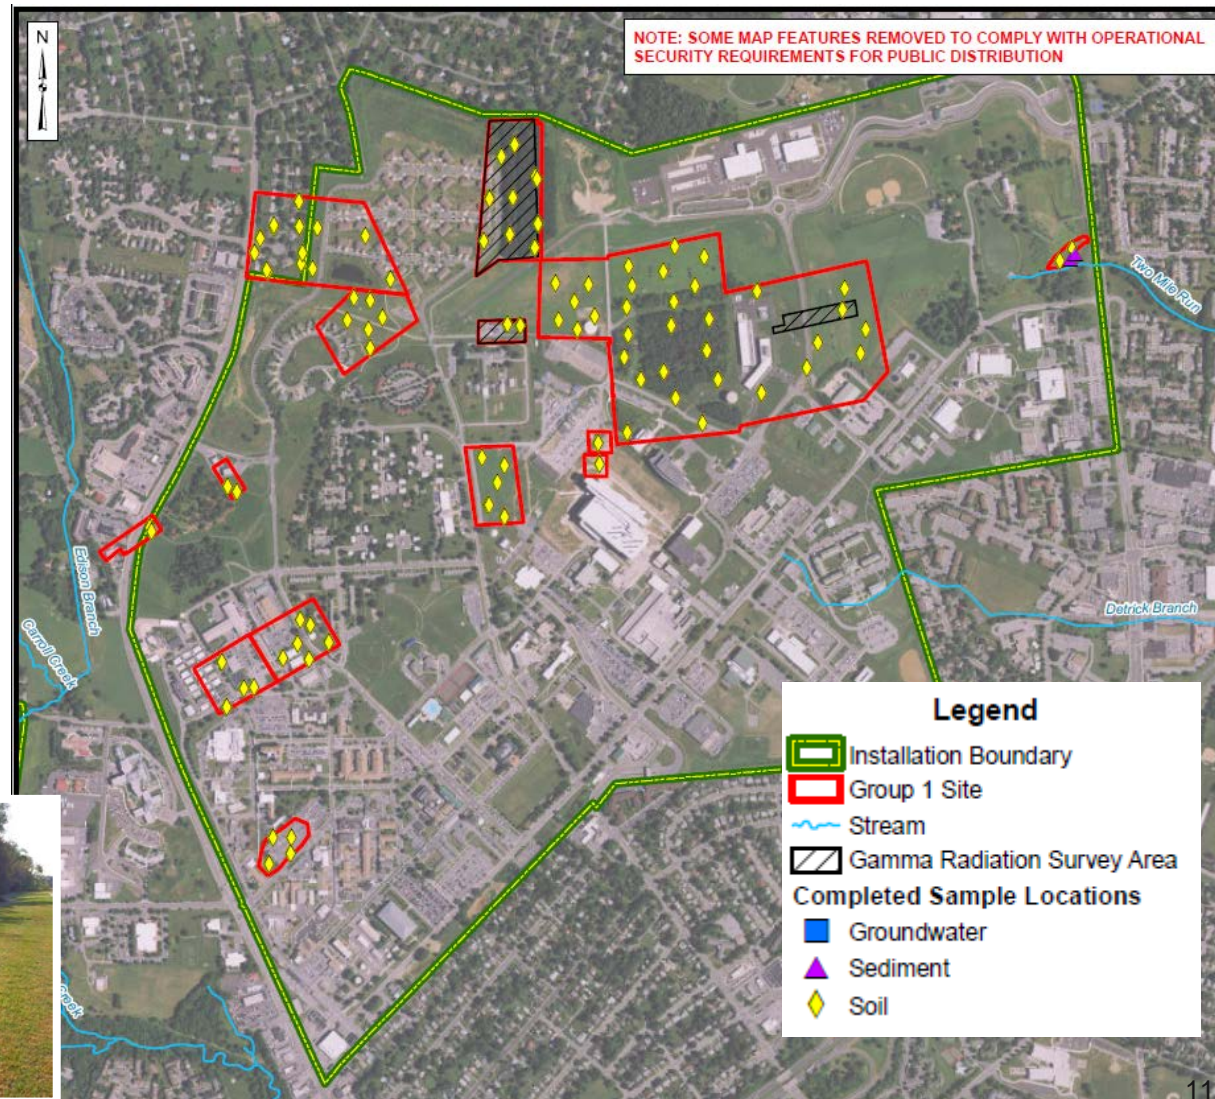 N
NOTE: SOME MAP FEATURES REMOVED TO COMPLY WITH OPERATIONAL
SECURITY REQUIREMENTS FOR PUBLIC DISTRIBUTION
Two Mile Run
Edison Branch
Carroll Creek
Detrick Branch
Legend
Installation Boundary
Group 1 Site
Stream
Gamma Radiation Survey Area
Completed Sample Locations
Groundwater
Sediment
Soil
Creek
11